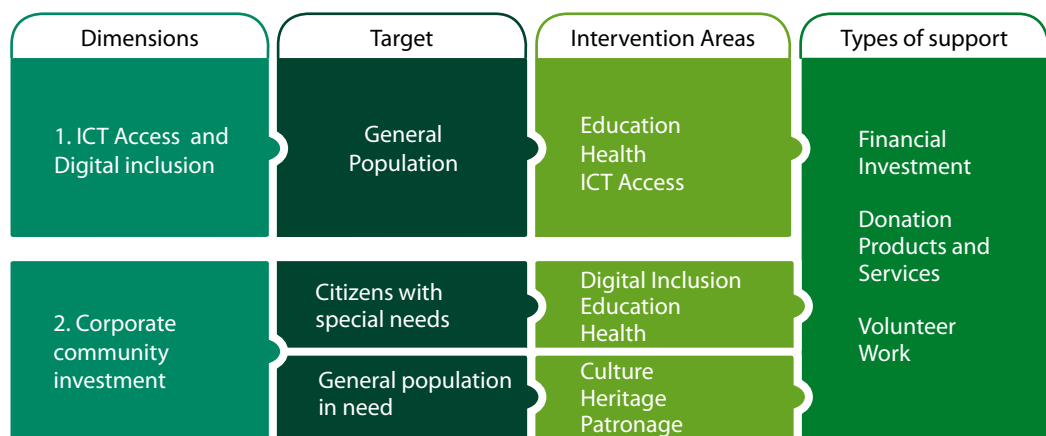 Dimensions
Target
Intervention Areas
Types of support
1. ICT Access and
Digital inclusion
General
Population
Education
Health
ICT Access
Financial
Investment
Donation
Products and
Services
Volunteer
Work
2. Corporate
community
investment
Citizens with
special needs
Digital Inclusion
Education
Health
General population
in need
Culture
Heritage
Patronage